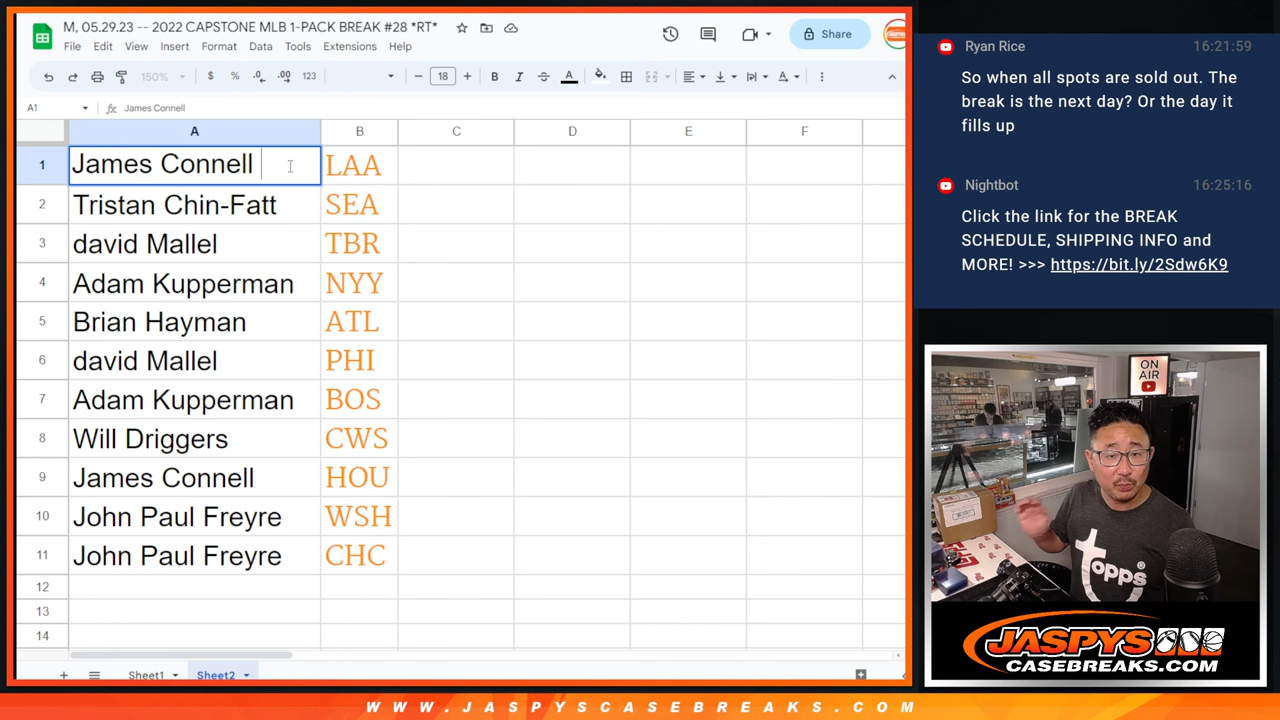 M, 05.29.23 -- 2022 CAPSTONE MLB 1-PACK BREAK #28 *RT*
File Edit View Insert Format Data Tools Extensions Help
Share
150% $ % .0 .00 123 18 B I A
A1 fx James Connell
A B C D E F
1 James Connell LAA
2 Tristan Chin-Fatt SEA
3 david Mallel TBR
4 Adam Kupperman NYY
5 Brian Hayman ATL
6 david Mallel PHI
7 Adam Kupperman BOS
8 Will Driggers CWS
9 James Connell HOU
10 John Paul Freyre WSH
11 John Paul Freyre CHC
12
13
14
Sheet1 Sheet2
Ryan Rice 16:21:59
So when all spots are sold out. The
break is the next day? Or the day it
fills up
Nightbot 16:25:16
Click the link for the BREAK
SCHEDULE, SHIPPING INFO and
MORE! >>> https://bit.ly/2Sdw6K9
ON
AIR
topps®
JASPYS
CASEBREAKS.COM
WWW.JASPYSCASEBREAKS.COM